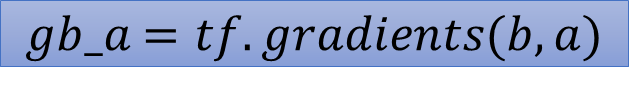 gb_a = tf.gradients(b, a)